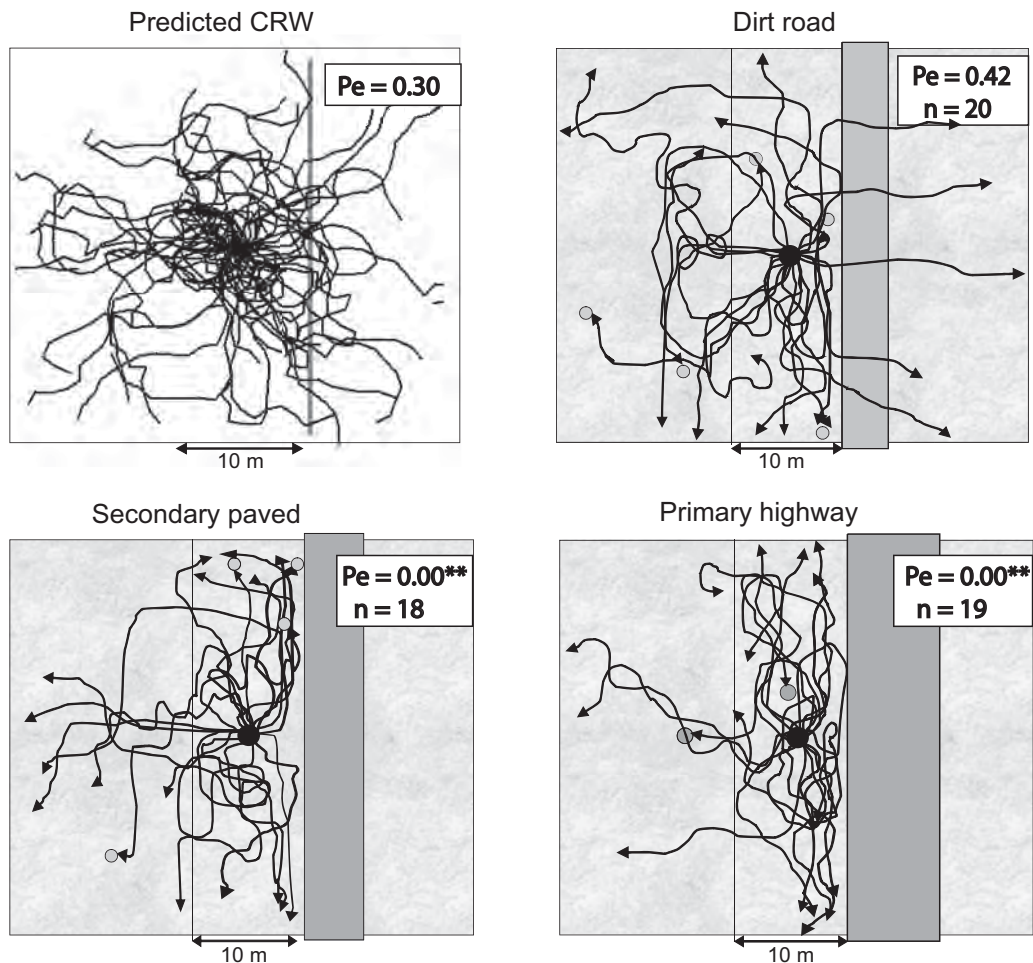 Predicted CRW
Pe = 0.30
10 m
Dirt road
Pe = 0.42
n = 20
10 m
Secondary paved
Pe = 0.00**
n = 18
10 m
Primary highway
Pe = 0.00**
n = 19
10 m